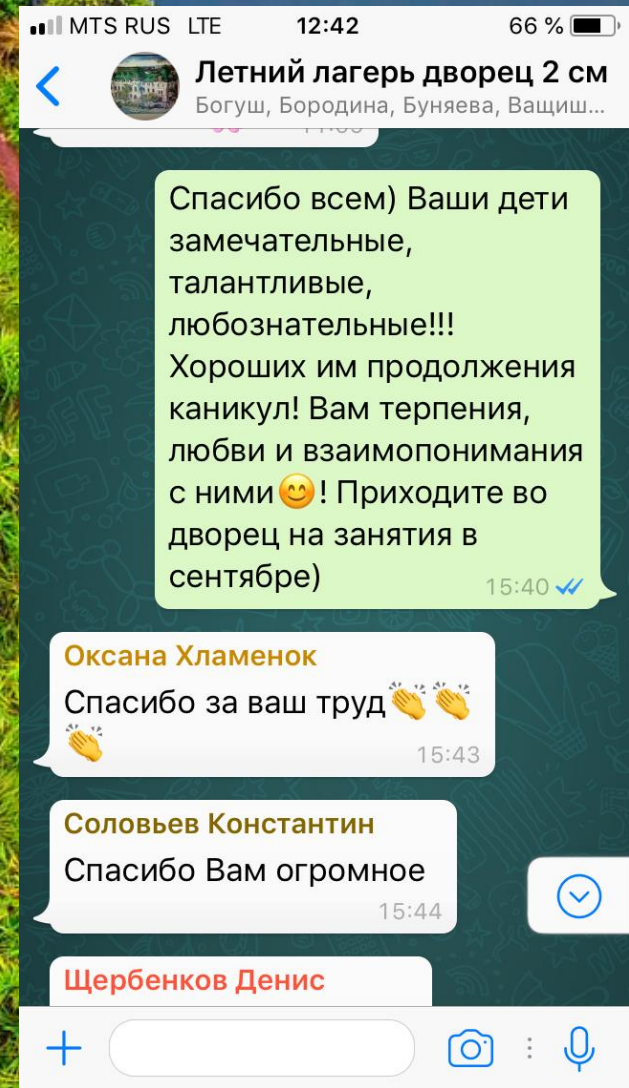 MTS RUS LTE 12:42 66 %
Летний лагерь дворец 2 см
Богуш, Бородина, Буняева, Ващиш...
Спасибо всем) Ваши дети
замечательные,
талантливые,
любознательные!!!
Хороших им продолжения
каникул! Вам терпения,
любви и взаимопонимания
с ними😊! Приходите во
дворец на занятия в
сентябре)
15:40
Оксана Хламенок
Спасибо за ваш труд👏👏
👏
15:43
Соловьев Константин
Спасибо Вам огромное
15:44
Щербенков Денис